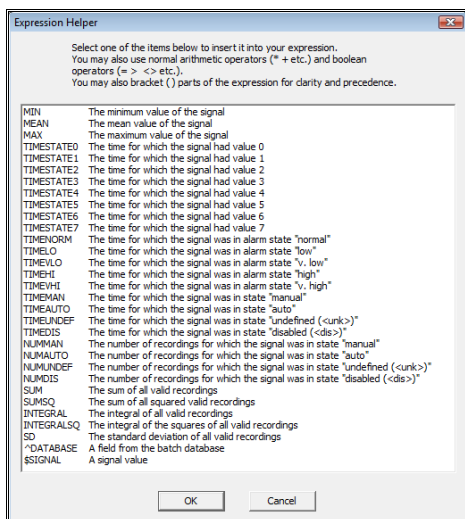 Expression Helper
Select one of the items below to insert it into your expression.
You may also use normal arithmetic operators (* + etc.) and boolean
operators (= > <> etc.).
You may also bracket ( ) parts of the expression for clarity and precedence.
MIN The minimum value of the signal
MEAN The mean value of the signal
MAX The maximum value of the signal
TIMESTATE0 The time for which the signal had value 0
TIMESTATE1 The time for which the signal had value 1
TIMESTATE2 The time for which the signal had value 2
TIMESTATE3 The time for which the signal had value 3
TIMESTATE4 The time for which the signal had value 4
TIMESTATE5 The time for which the signal had value 5
TIMESTATE6 The time for which the signal had value 6
TIMESTATE7 The time for which the signal had value 7
TIMENORM The time for which the signal was in alarm state "normal"
TIMELO The time for which the signal was in alarm state "low"
TIMEVLO The time for which the signal was in alarm state "v. low"
TIMEHI The time for which the signal was in alarm state "high"
TIMEVHI The time for which the signal was in alarm state "v. high"
TIMEMAN The time for which the signal was in state "manual"
TIMEAUTO The time for which the signal was in state "auto"
TIMEUNDEF The time for which the signal was in state "undefined (<unk>)"
TIMEDIS The time for which the signal was in state "disabled (<dis>)"
NUMMAN The number of recordings for which the signal was in state "manual"
NUMAUTO The number of recordings for which the signal was in state "auto"
NUMUNDEF The number of recordings for which the signal was in state "undefined (<unk>)"
NUMDIS The number of recordings for which the signal was in state "disabled (<dis>)"
SUM The sum of all valid recordings
SUMSQ The sum of all squared valid recordings
INTEGRAL The integral of all valid recordings
INTEGRALSQ The integral of the squares of all valid recordings
SD The standard deviation of all valid recordings
^DATABASE A field from the batch database
$SIGNAL A signal value
OK Cancel